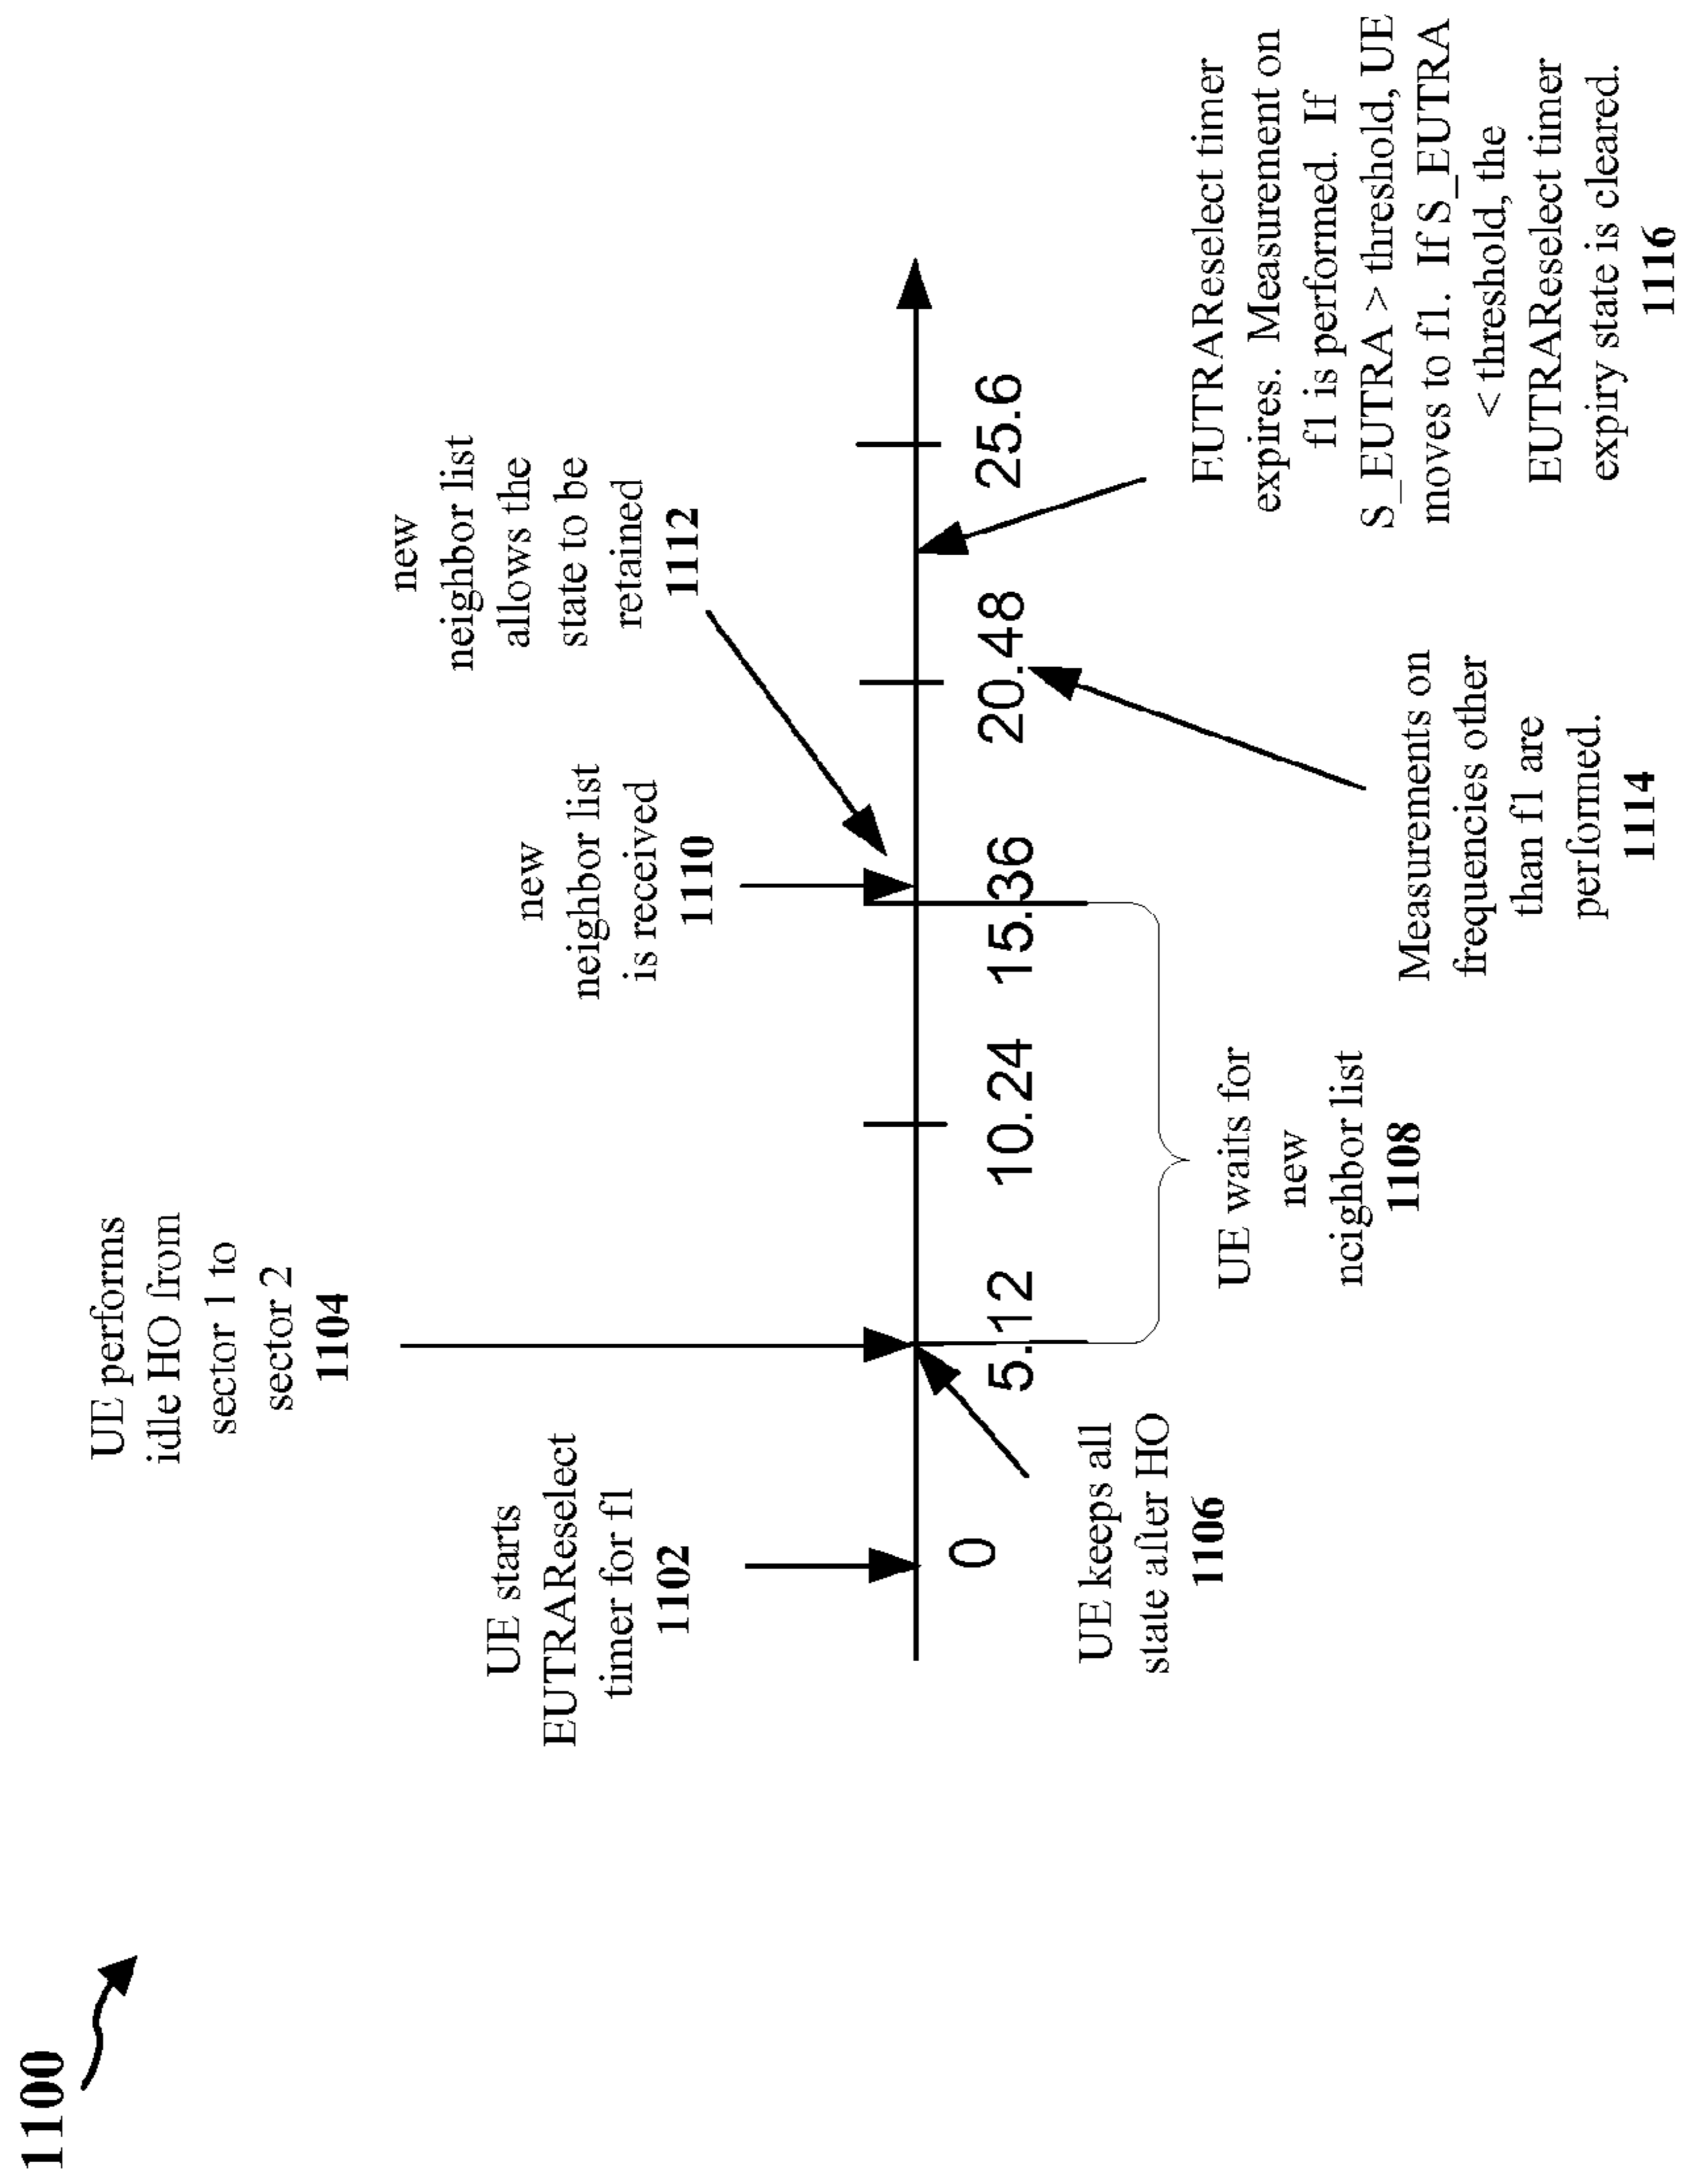 1100
UE performs
idle HO from
sector 1 to
sector 2
1104
UE starts
EUTRAReselect
timer for f1
1102
new
neighbor list
is received
1110
new
neighbor list
allows the
state to be
retained
1112
0
5.12
10.24
15.36
20.48
25.6
UE keeps all
state after HO
1106
UE waits for
new
neighbor list
1108
Measurements on
frequencies other
than f1 are
performed.
1114
EUTRAReselect timer
expires. Measurement on
f1 is performed. If
S_EUTRA > threshold, UE
moves to f1. If S_EUTRA
< threshold, the
EUTRAReselect timer
expiry state is cleared.
1116